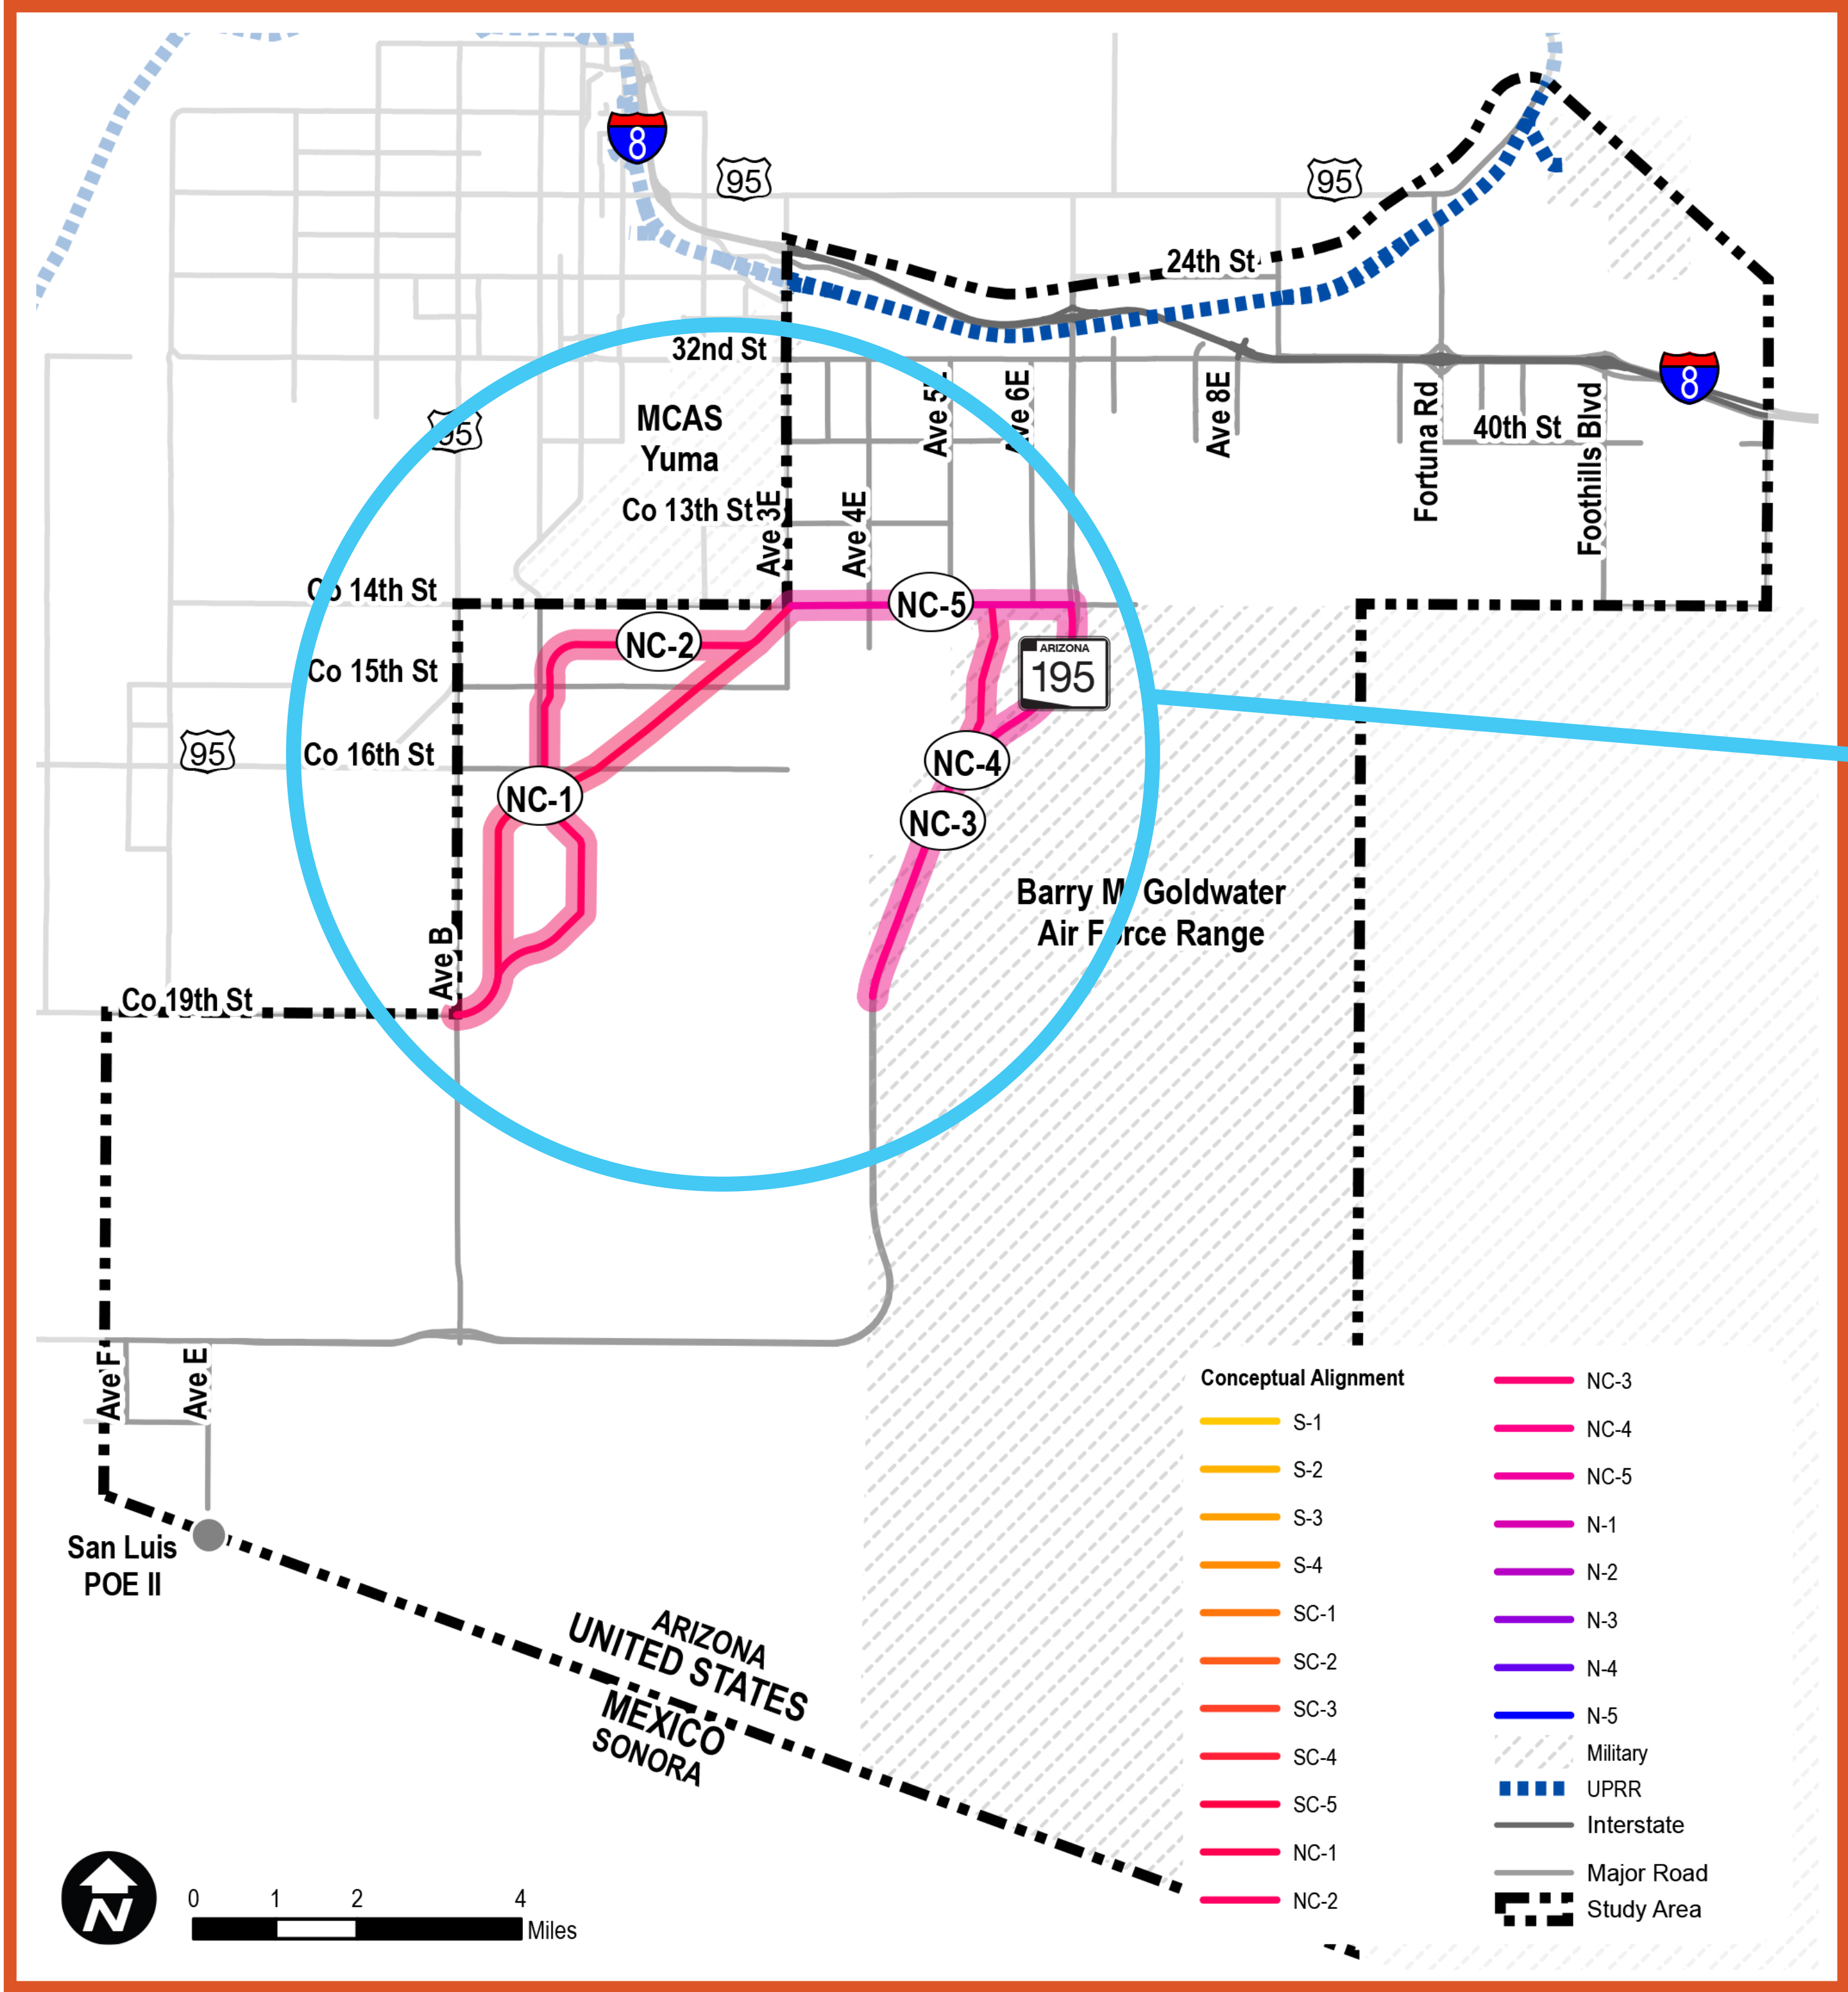 8
95
95
24th St
32nd St
8
MCAS
Yuma
95
Ave 5E
Ave 6E
Ave 8E
Fortuna Rd
40th St
Foothills Blvd
Co 13th St
Ave 3E
Ave 4E
Co 14th St
NC-5
NC-2
ARIZONA
195
Co 15th St
95
Co 16th St
NC-4
NC-1
NC-3
Barry M. Goldwater
Air Force Range
Ave B
Co 19th St
Ave F
Ave E
San Luis
POE II
ARIZONA
UNITED STATES
MEXICO
SONORA
N
0 1 2 4
Miles
Conceptual Alignment
S-1
S-2
S-3
S-4
SC-1
SC-2
SC-3
SC-4
SC-5
NC-1
NC-2
NC-3
NC-4
NC-5
N-1
N-2
N-3
N-4
N-5
Military
UPRR
Interstate
Major Road
Study Area